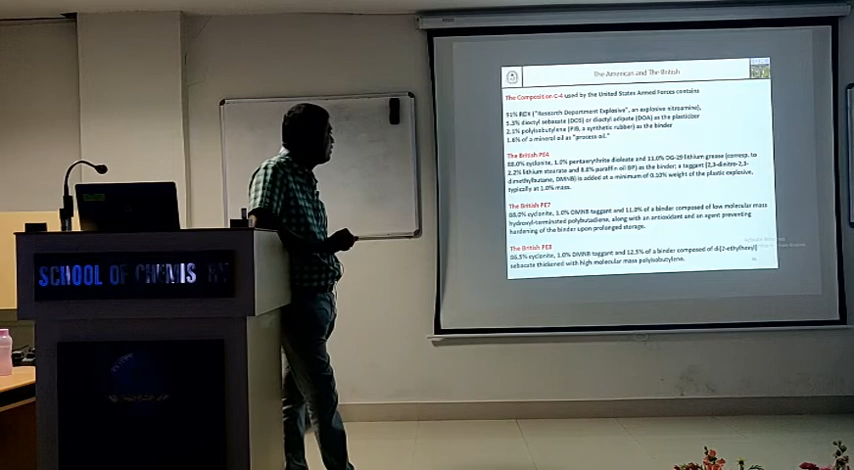 SCHOOL OF CHEMIS RY
The American and The British
The Composition C-4 used by the United States Armed Forces contains
91% RDX ("Research Department Explosive", an explosive nitroamine),
5.3% dioctyl sebacate (DOS) or dioctyl adipate (DOA) as the plasticizer
2.1% polyisobutylene (PIB, a synthetic rubber) as the binder
1.6% of a mineral oil as "process oil."
The British PE4
88.0% cyclonite, 1.0% pentaerythrite dioleate and 11.0% DG-29 lithium grease (corresp. to
2.2% lithium stearate and 8.8% paraffin oil BP) as the binder; a taggant (2,3-dinitro-2,3-
dimethylbutane, DMNB) is added at a minimum of 0.10% weight of the plastic explosive,
typically at 1.0% mass.
The British PE7
88.0% cyclonite, 1.0% DMNB taggant and 11.0% of a binder composed of low molecular mass
hydroxyl-terminated polybutadiene, along with an antioxidant and an agent preventing
hardening of the binder upon prolonged storage.
The British PE8
86.5% cyclonite, 1.0% DMNB taggant and 12.5% of a binder composed of di(2-ethylhexyl)
sebacate thickened with high molecular mass polyisobutylene.